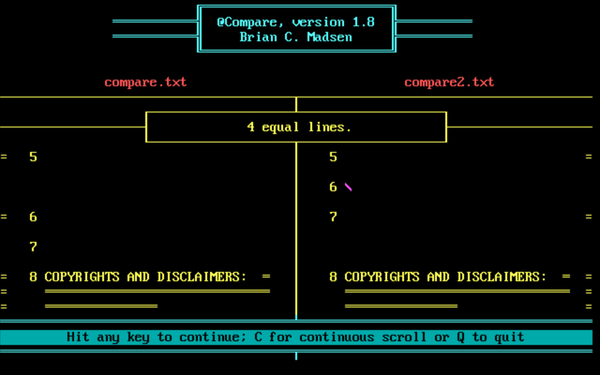 @Compare, version 1.8
Brian C. Madsen
compare.txt compare2.txt
4 equal lines.
= 5 5 =
6 \
= 6 7 =
7
= 8 COPYRIGHTS AND DISCLAIMERS: = 8 COPYRIGHTS AND DISCLAIMERS: = =
= ============================== ============================== =
= =============== =============== =
Hit any key to continue; C for continuous scroll or Q to quit